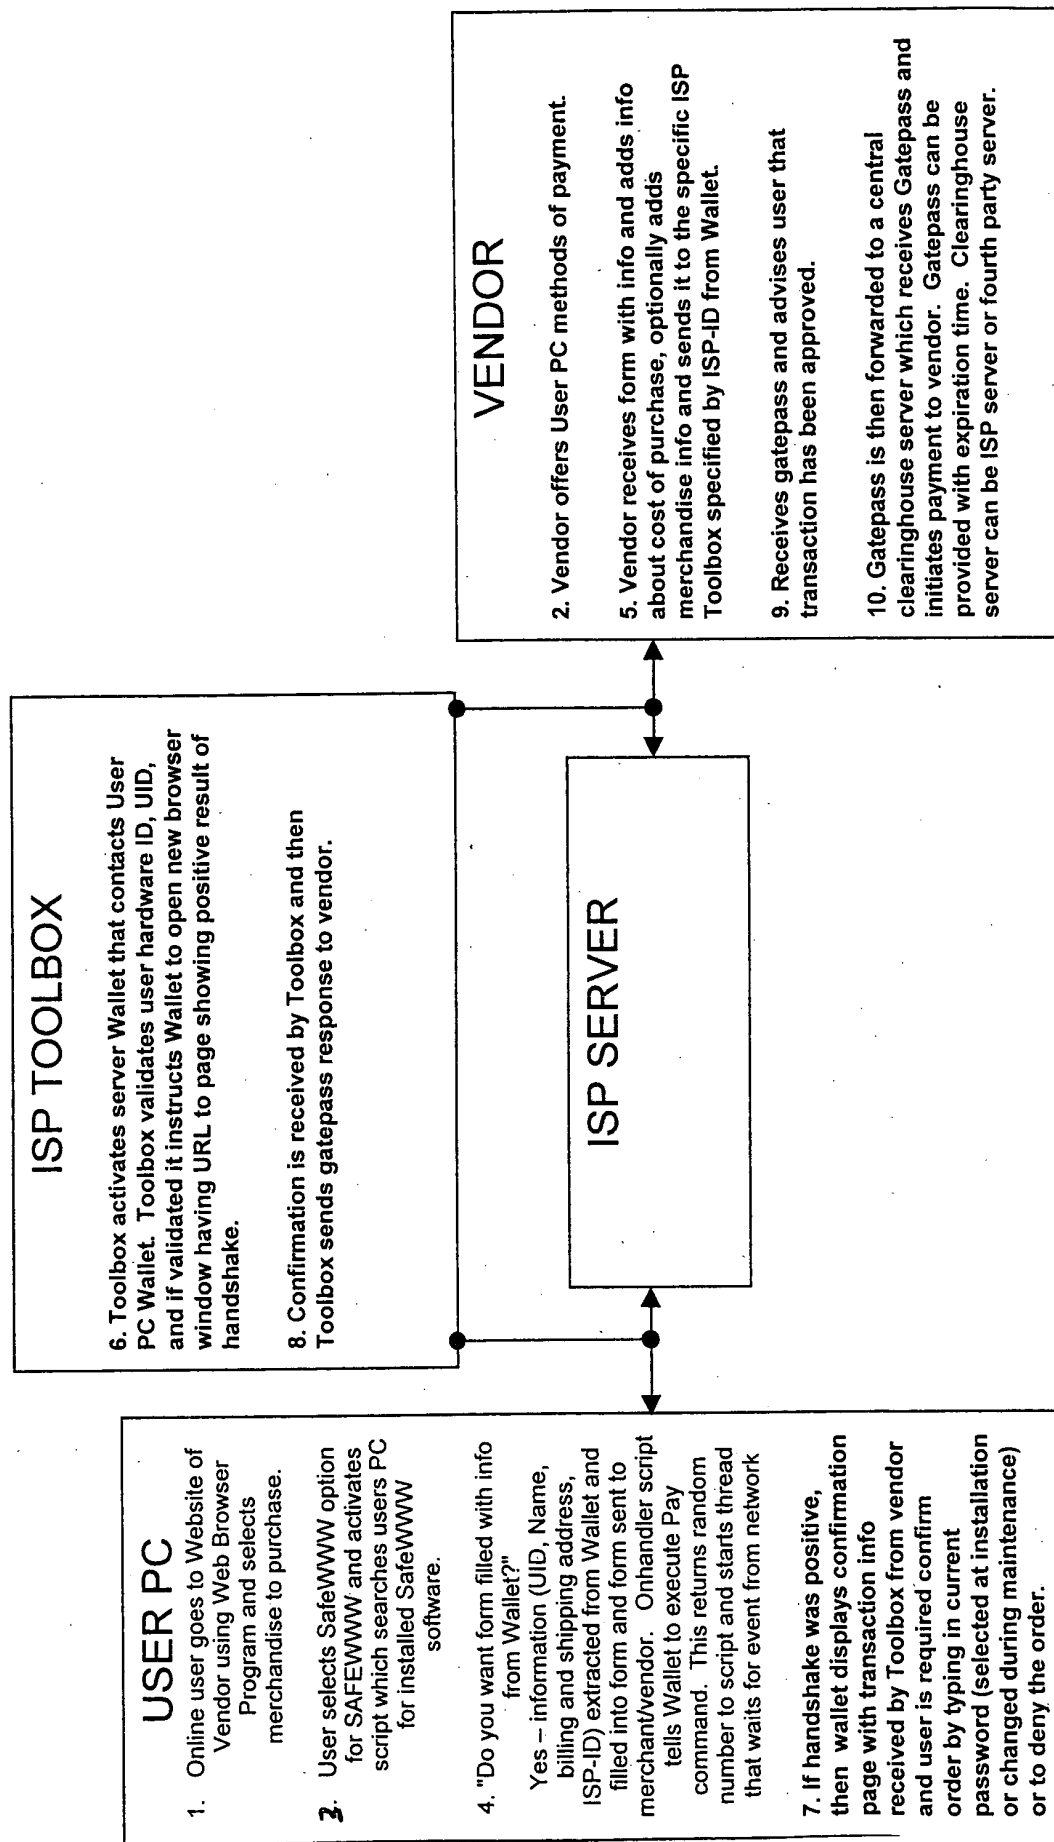 USER PC
1. Online user goes to Website of
Vendor using Web Browser
Program and selects
merchandise to purchase.
3. User selects SafeWWW option
for SAFEWWW and activates
script which searches users PC
for installed SafeWWW
software.
4. "Do you want form filled with info
from Wallet?"
Yes – information (UID, Name,
billing and shipping address,
ISP-ID) extracted from Wallet and
filled into form and form sent to
merchant/vendor. Onhandler script
tells Wallet to execute Pay
command. This returns random
number to script and starts thread
that waits for event from network
7. If handshake was positive,
then wallet displays confirmation
page with transaction info
received by Toolbox from vendor
and user is required confirm
order by typing in current
password (selected at installation
or changed during maintenance)
or to deny the order.
ISP TOOLBOX
6. Toolbox activates server Wallet that contacts User
PC Wallet. Toolbox validates user hardware ID, UID,
and if validated it instructs Wallet to open new browser
window having URL to page showing positive result of
handshake.
8. Confirmation is received by Toolbox and then
Toolbox sends gatepass response to vendor.
ISP SERVER
VENDOR
2. Vendor offers User PC methods of payment.
5. Vendor receives form with info and adds info
about cost of purchase, optionally adds
merchandise info and sends it to the specific ISP
Toolbox specified by ISP-ID from Wallet.
9. Receives gatepass and advises user that
transaction has been approved.
10. Gatepass is then forwarded to a central
clearinghouse server which receives Gatepass and
initiates payment to vendor. Gatepass can be
provided with expiration time. Clearinghouse
server can be ISP server or fourth party server.